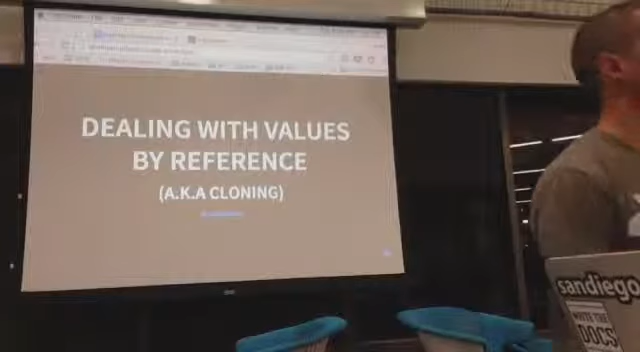 DEALING WITH VALUES
BY REFERENCE
(A.K.A CLONING)
sandiego
WRITE THE
DOCS